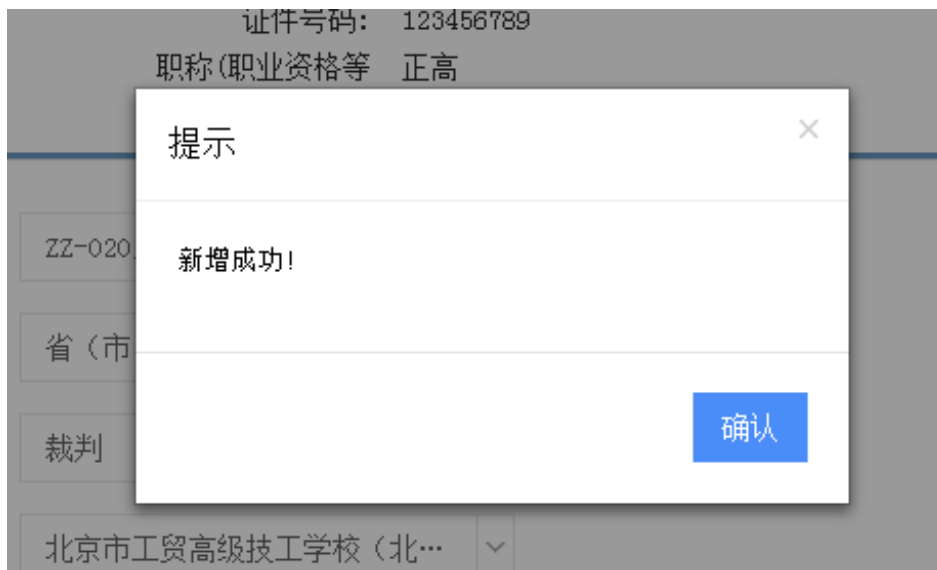 证件号码: 123456789
职称(职业资格等 正高
提示
×
ZZ-020
新增成功!
省（市
确认
裁判
北京市工贸高级技工学校（北…